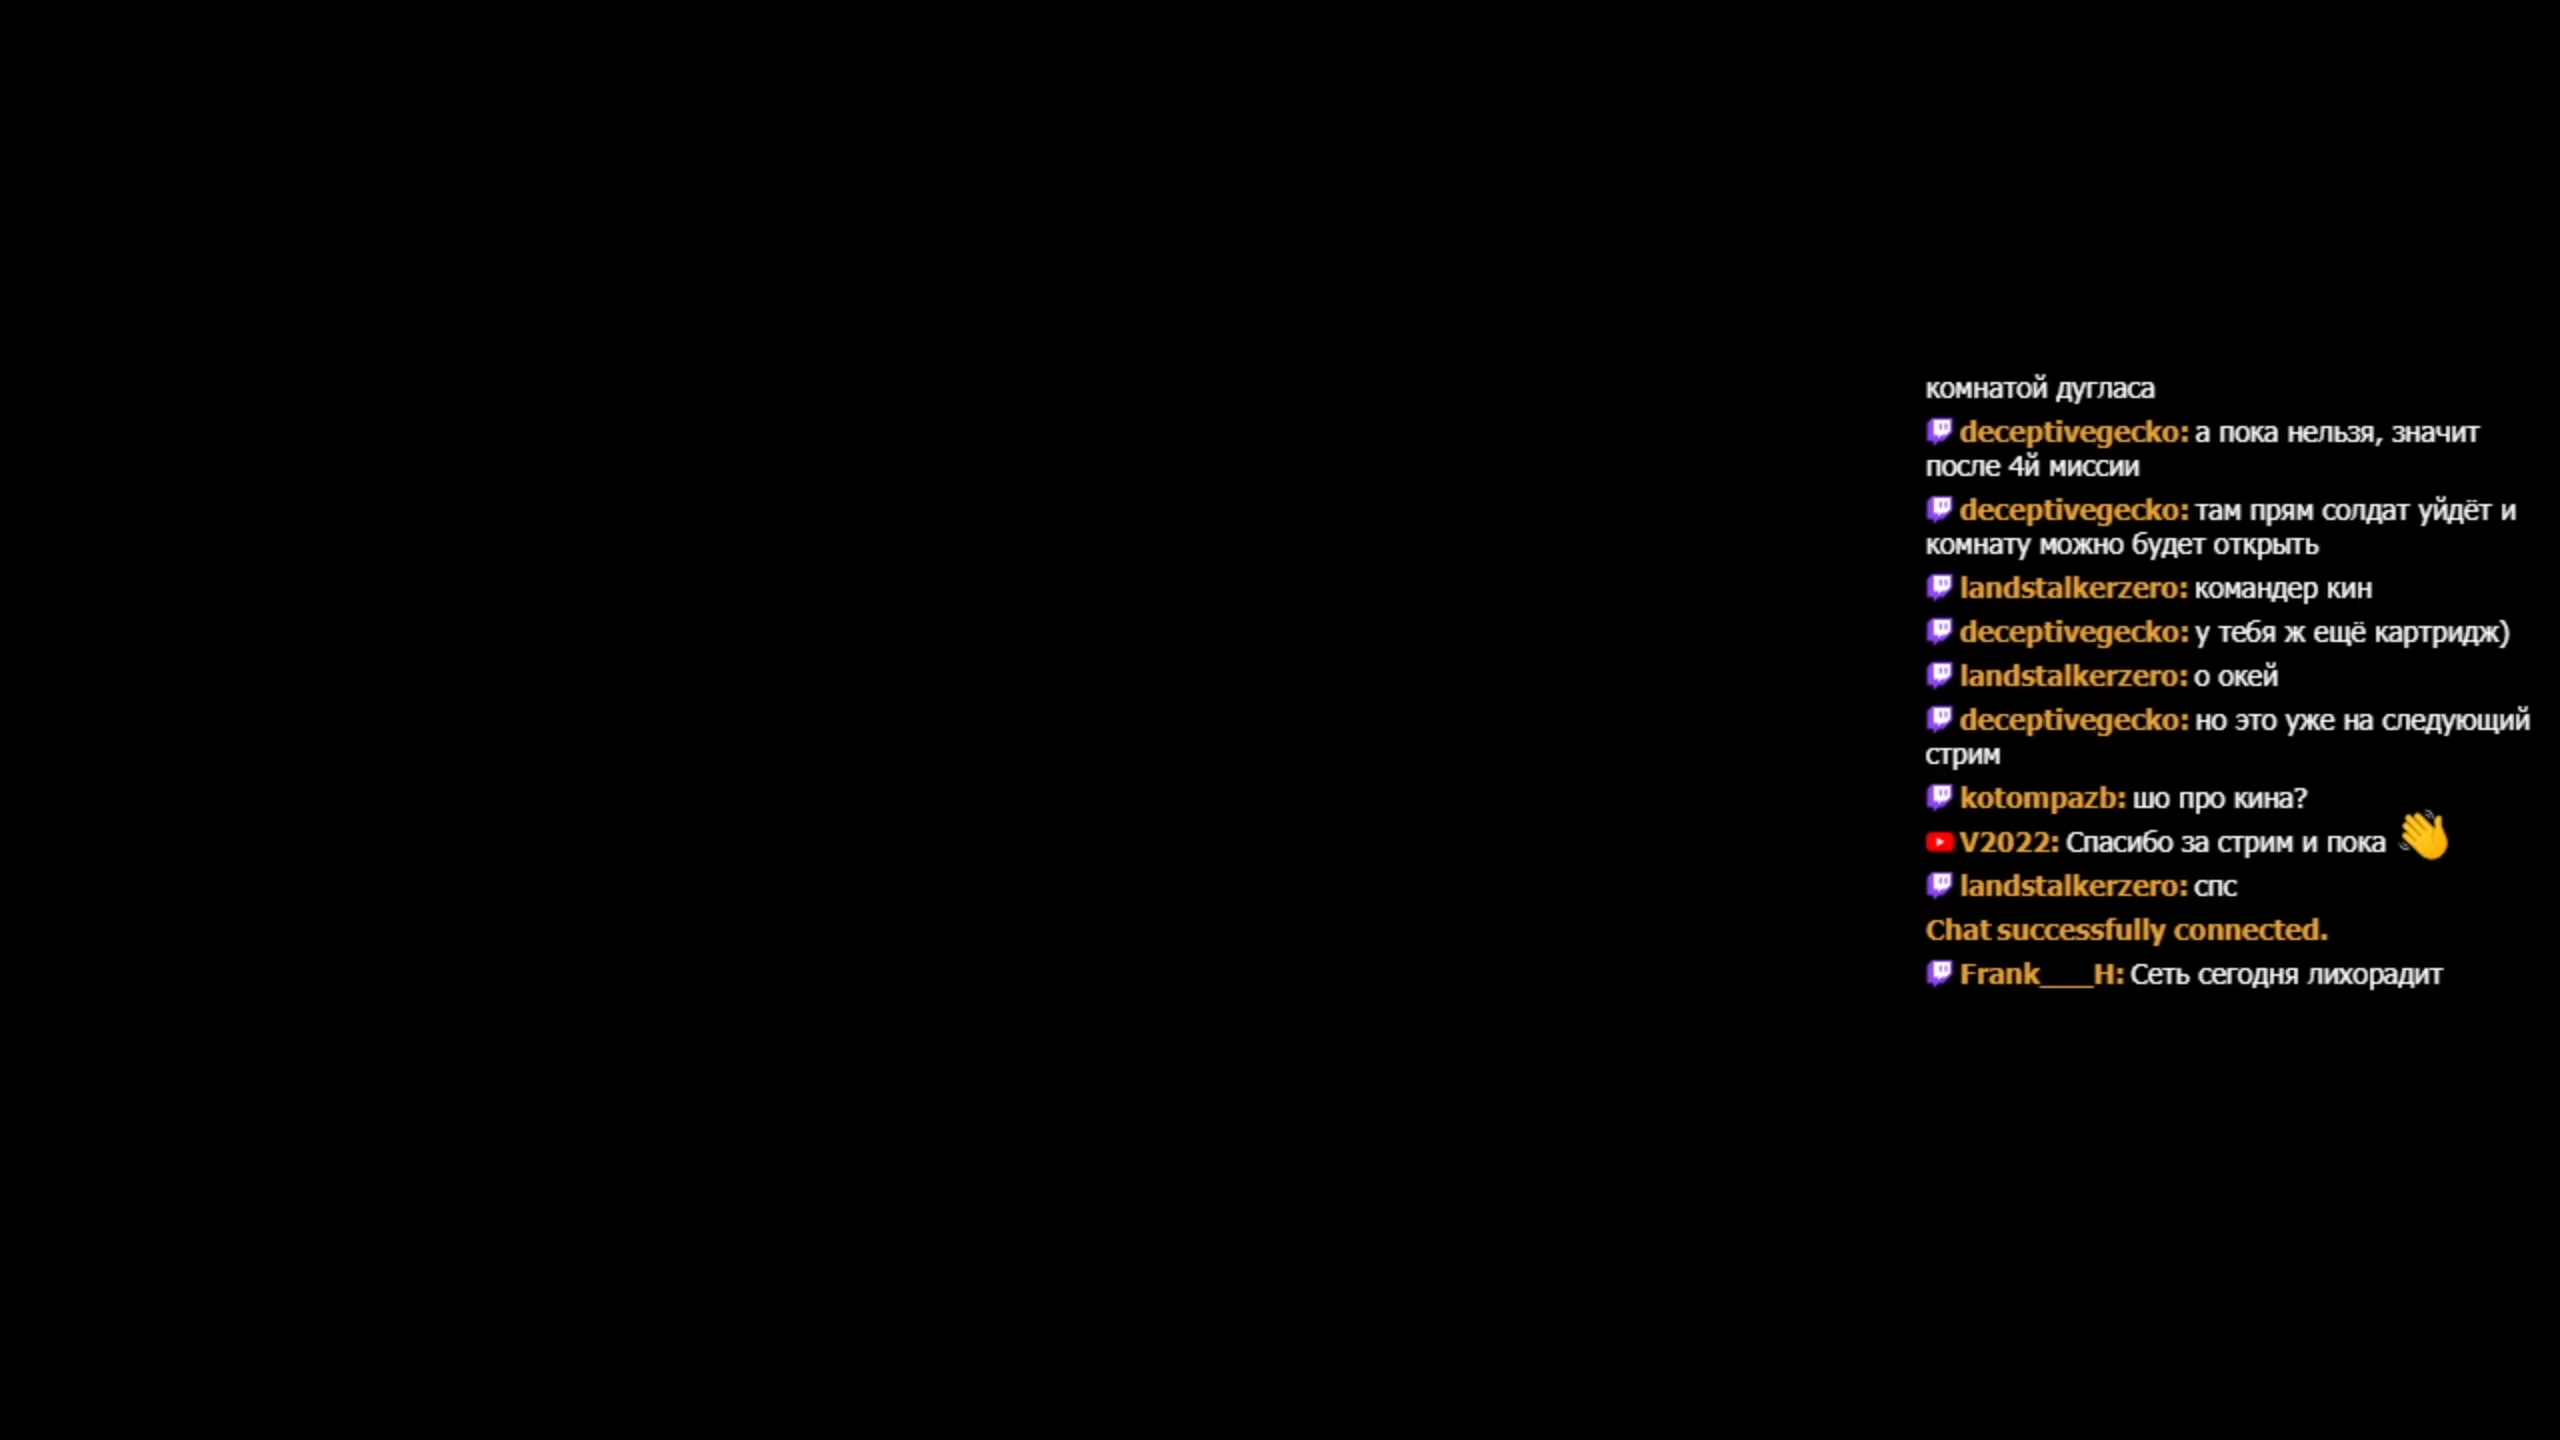 комнатой дугласа
deceptivegecko: а пока нельзя, значит
после 4й миссии
deceptivegecko: там прям солдат уйдёт и
комнату можно будет открыть
landstalkerzero: командер кин
deceptivegecko: у тебя ж ещё картридж)
landstalkerzero: о окей
deceptivegecko: но это уже на следующий
стрим
kotompazb: шо про кина?
V2022: Спасибо за стрим и пока 👋
landstalkerzero: спс
Chat successfully connected.
Frank___H: Сеть сегодня лихорадит